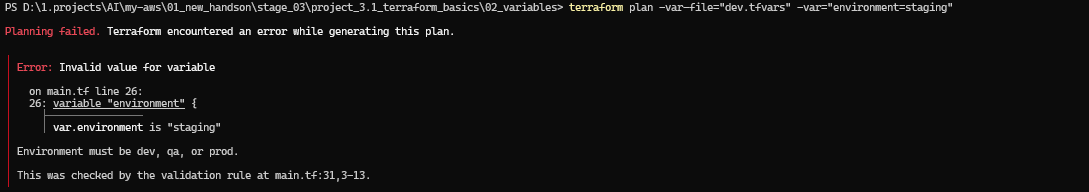 PS D:\1.projects\AI\my-aws\01_new_handson\stage_03\project_3.1_terraform_basics\02_variables> terraform plan -var-file="dev.tfvars" -var="environment=staging"
Planning failed. Terraform encountered an error while generating this plan.
Error: Invalid value for variable
on main.tf line 26:
26: variable "environment" {
var.environment is "staging"
Environment must be dev, qa, or prod.
This was checked by the validation rule at main.tf:31,3-13.